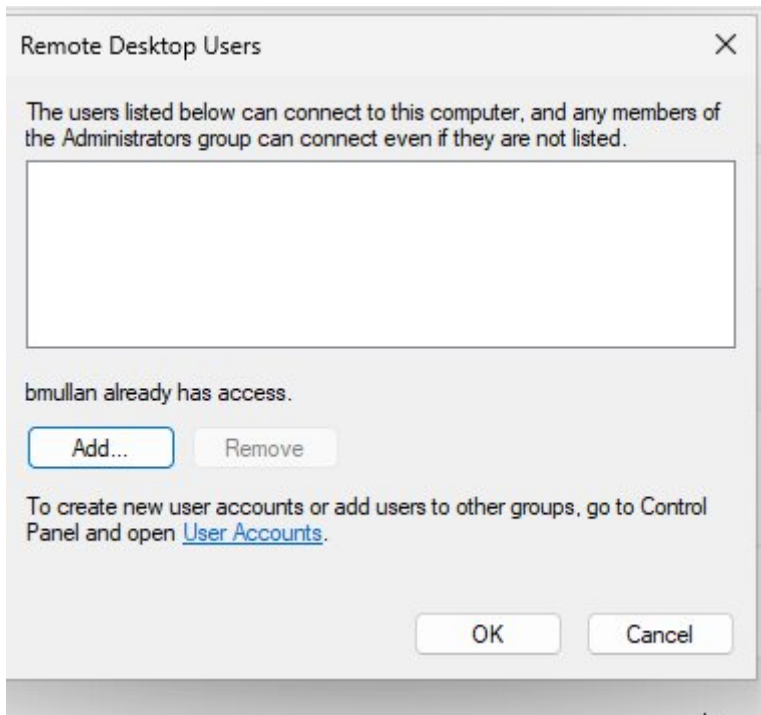 Remote Desktop Users
The users listed below can connect to this computer, and any members of
the Administrators group can connect even if they are not listed.
bmullan already has access.
Add...
Remove
To create new user accounts or add users to other groups, go to Control
Panel and open User Accounts.
OK
Cancel